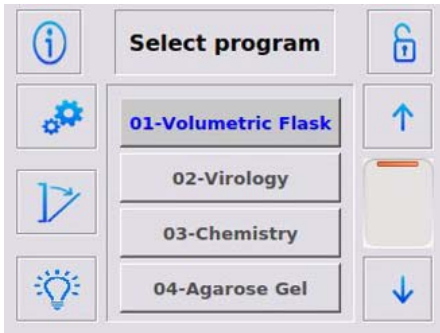 Select program
01-Volumetric Flask
02-Virology
03-Chemistry
04-Agarose Gel